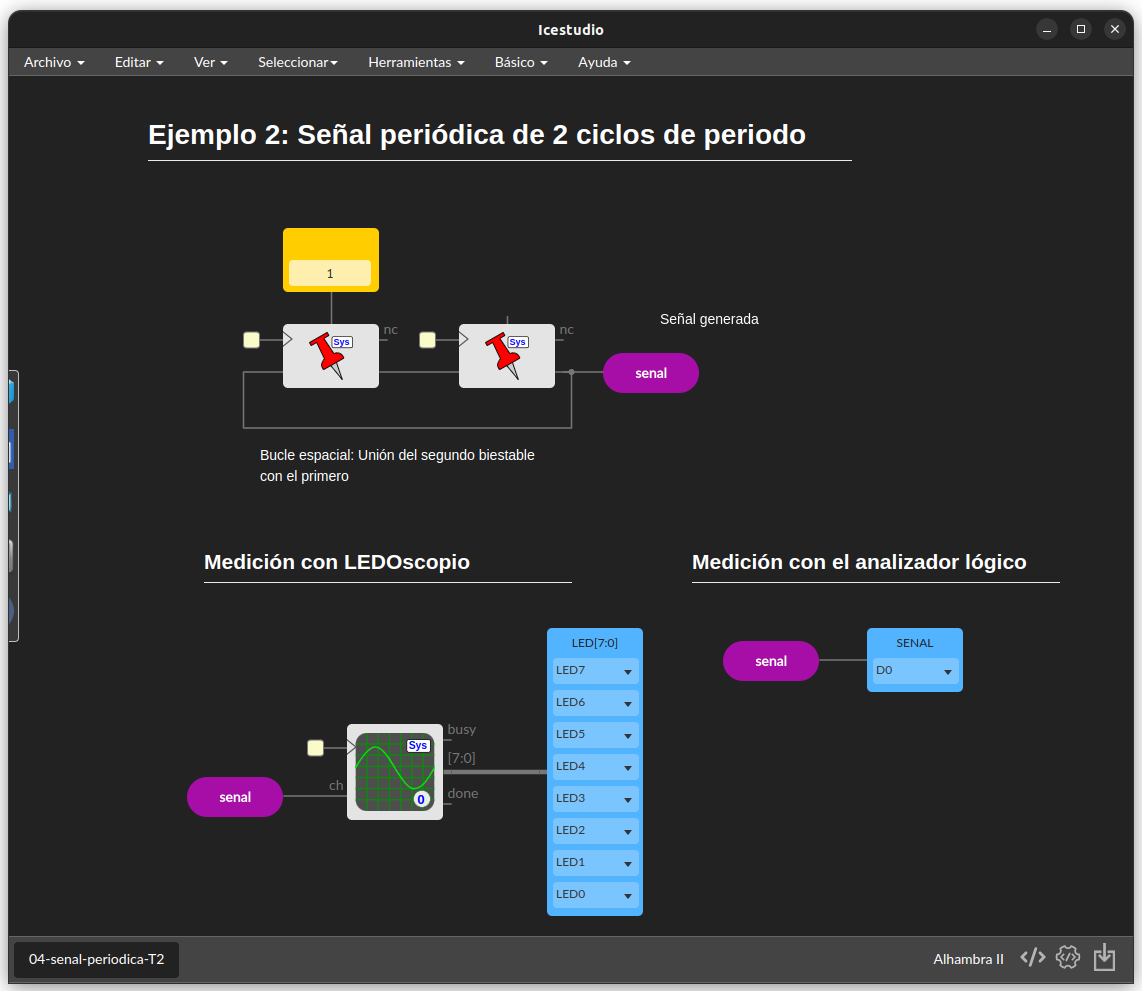 Icestudio
Archivo Editar Ver Seleccionar Herramientas Básico Ayuda
Ejemplo 2: Señal periódica de 2 ciclos de periodo
1
Sys
nc
Sys
nc
Señal generada
senal
Bucle espacial: Unión del segundo biestable
con el primero
Medición con LEDOscopio
Medición con el analizador lógico
LED[7:0]
LED7
LED6
LED5
LED4
LED3
LED2
LED1
LED0
senal
SENAL
D0
busy
Sys
[7:0]
ch
done
0
senal
04-senal-periodica-T2
Alhambra II